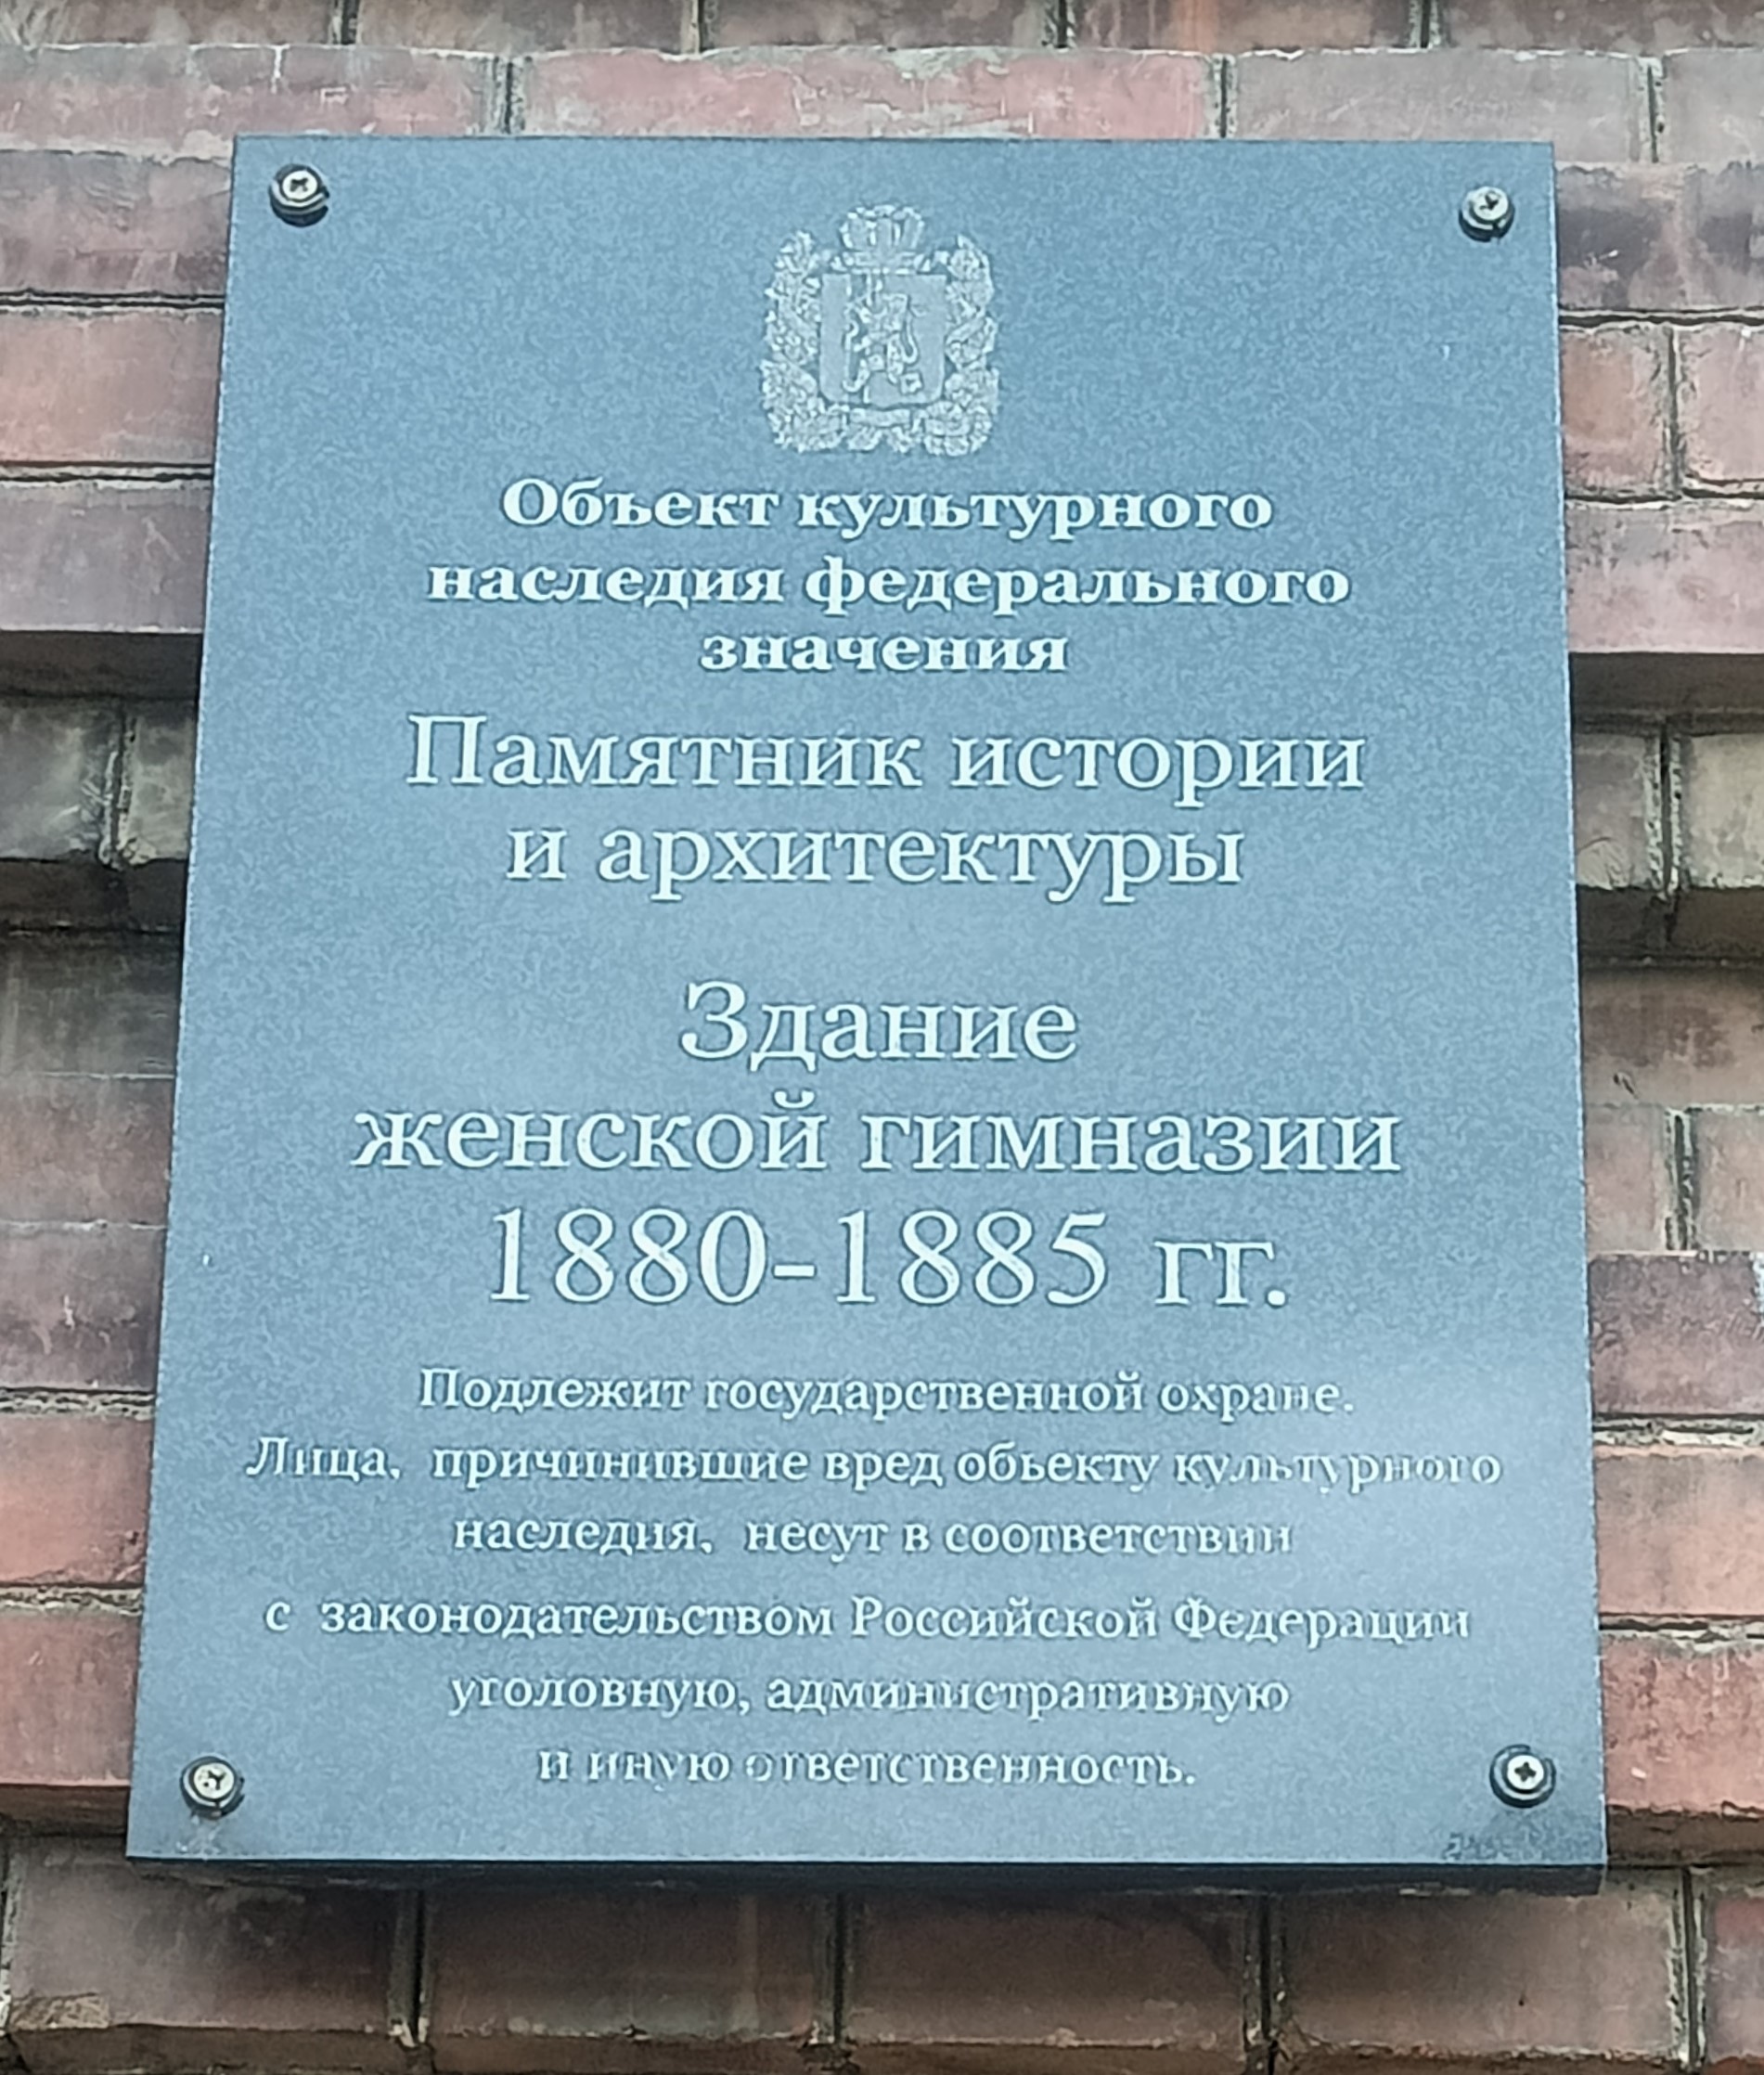 Объект культурного
наследия федерального
значения
Памятник истории
и архитектуры
Здание
женской гимназии
1880-1885 гг.
Подлежит государственной охране.
Лица, причинившие вред обьекту культурного
наследия, несут в соответствии
с законодательством Российской Федерации
уголовную, административную
и иную ответственность.